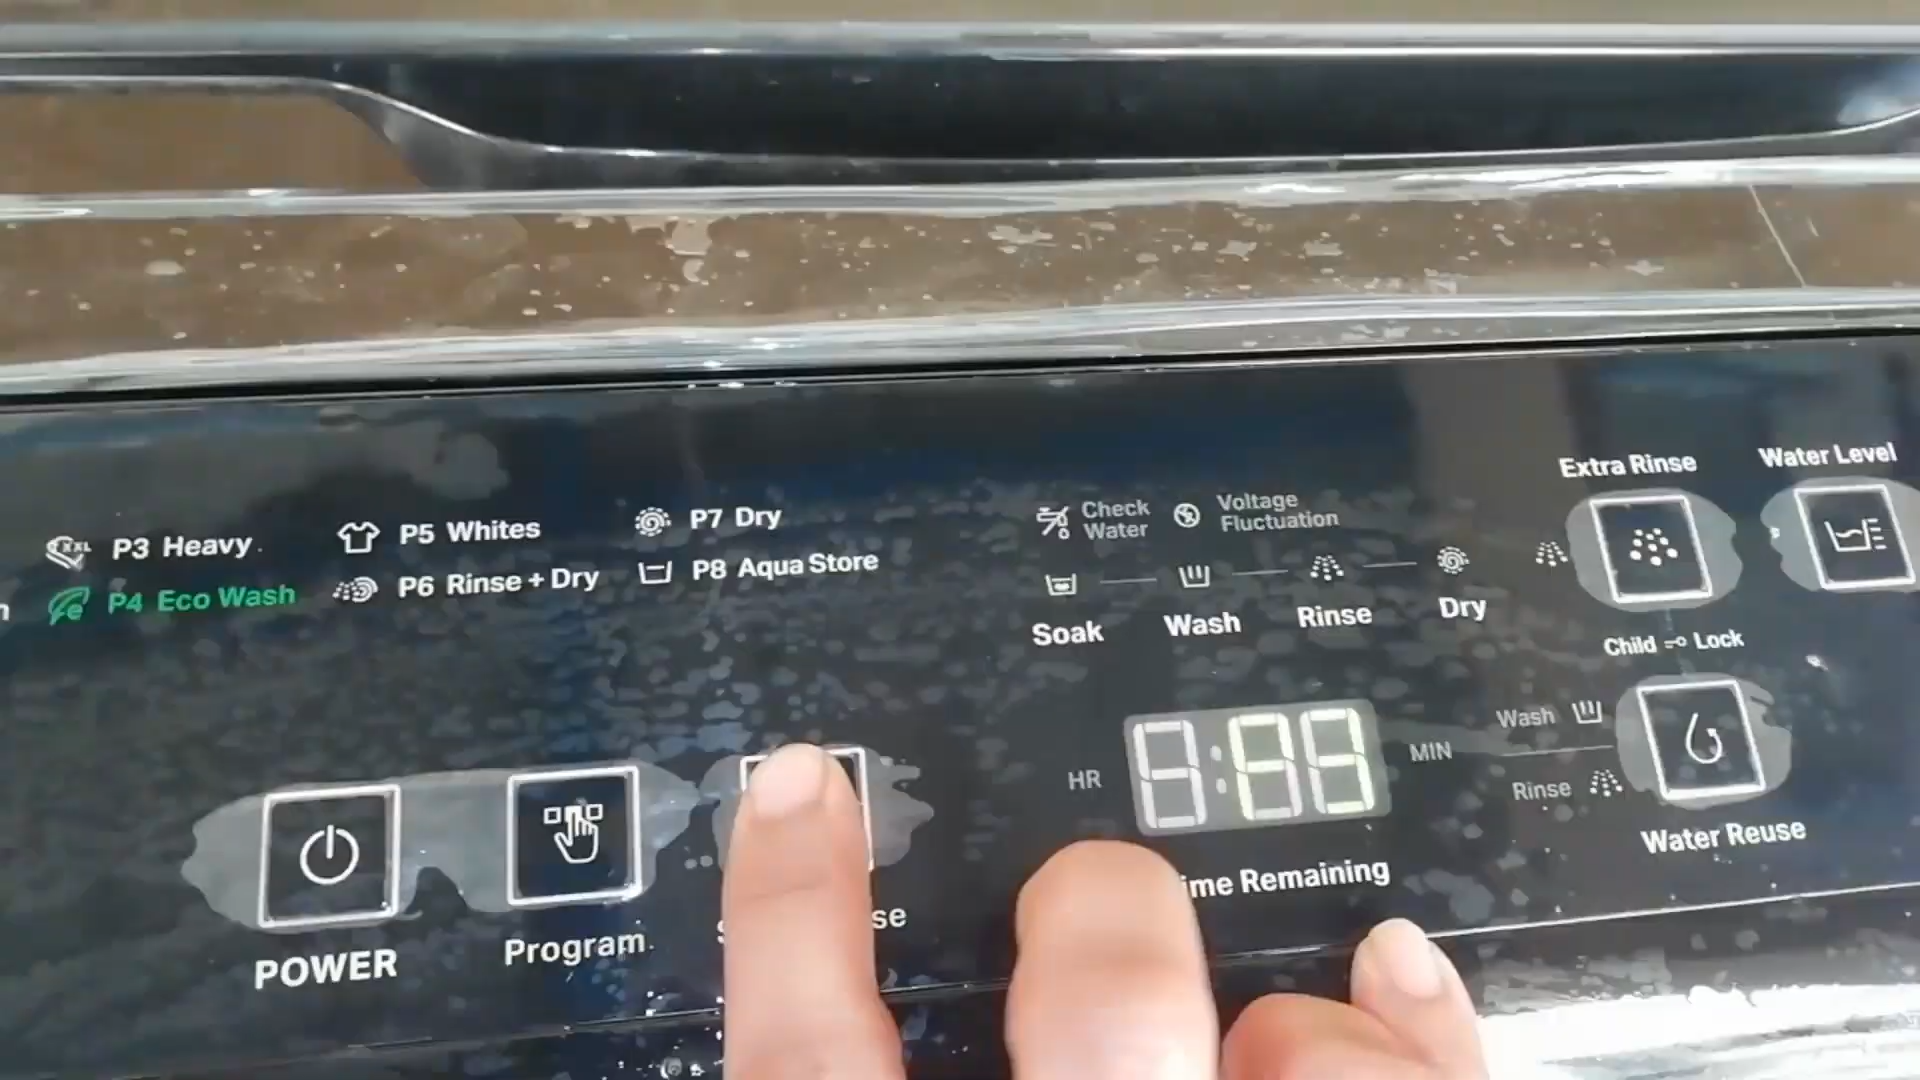 P3 Heavy
P4 Eco Wash
P5 Whites
P6 Rinse + Dry
P7 Dry
P8 Aqua Store
Check
Water
Voltage
Fluctuation
Soak
Wash
Rinse
Dry
Extra Rinse
Water Level
Child Lock
HR
MIN
ime Remaining
Wash
Rinse
Water Reuse
POWER
Program
se